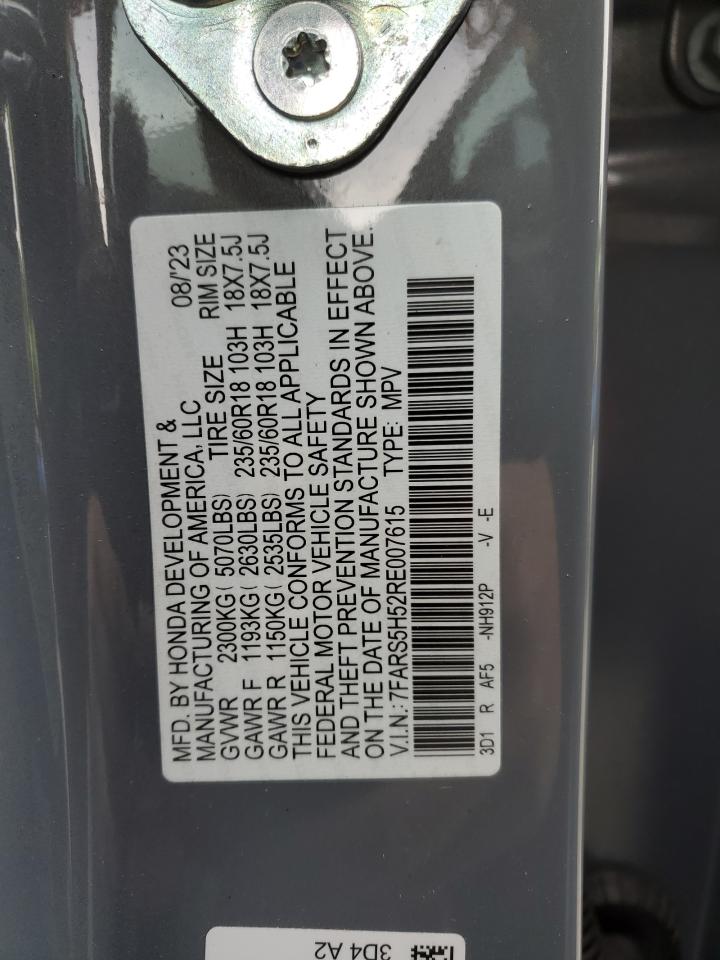 MFD. BY HONDA DEVELOPMENT & 08/'23
MANUFACTURING OF AMERICA, LLC
GVWR 2300KG( 5070LBS) TIRE SIZE RIM SIZE
GAWR F 1193KG( 2630LBS) 235/60R18 103H 18X7.5J
GAWR R 1150KG( 2535LBS) 235/60R18 103H 18X7.5J
THIS VEHICLE CONFORMS TO ALL APPLICABLE
FEDERAL MOTOR VEHICLE SAFETY
AND THEFT PREVENTION STANDARDS IN EFFECT
ON THE DATE OF MANUFACTURE SHOWN ABOVE.
V.I.N.:7FARS5H52RE007615 TYPE: MPV
3D1 R AF5 -NH912P -V -E
3D4 A2